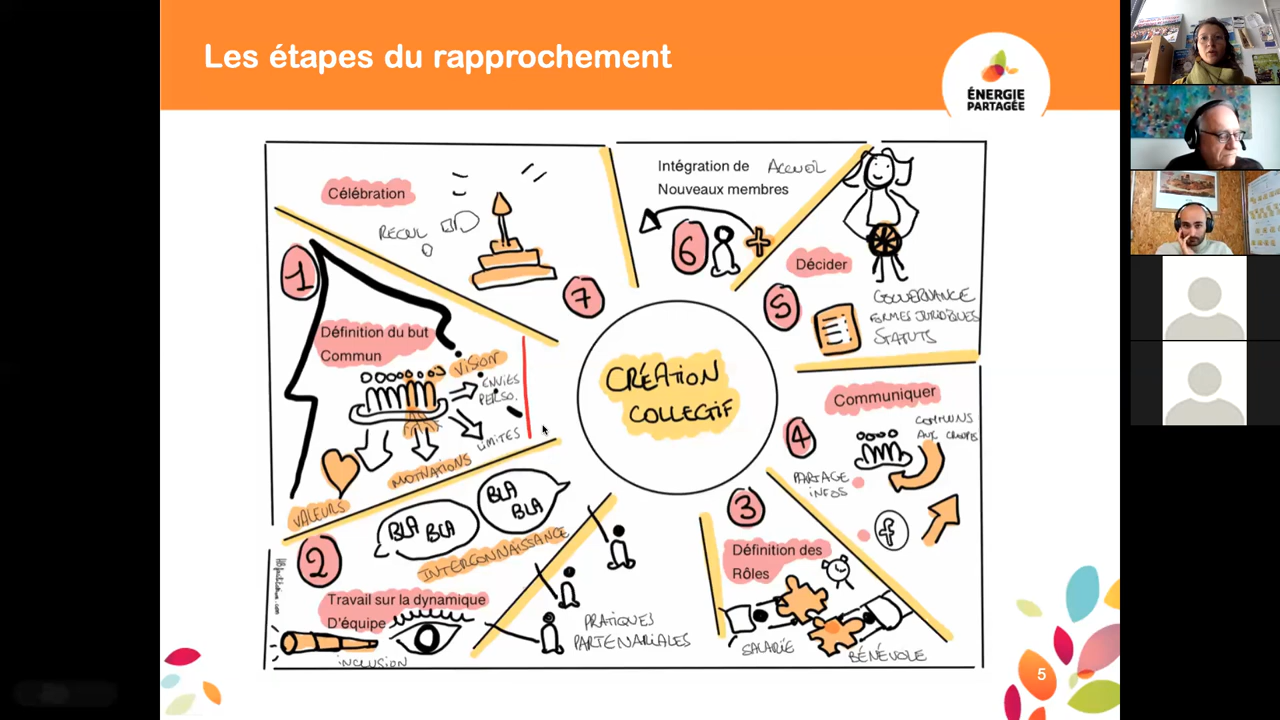 Les étapes du rapprochement
ÉNERGIE
PARTAGÉE
Célébration
RECUL
7
1
Définition du but
Commun
VISION
ENVIES
PERSO.
LIMITES
MOTIVATIONS
VALEURS
2
BLA
BLA
BLA
BLA
INTERCONNAISSANCE
Travail sur la dynamique
D'équipe
INCLUSION
PRATIQUES
PARTENARIALES
3
Définition des
Rôles
SALARIÉ
BÉNÉVOLE
4
Communiquer
COMMUNS
PARTAGE
INFOS
f
5
Décider
GOUVERNANCE
FORMES JURIDIQUES
STATUTS
6
Intégration de
Nouveaux membres
ACCUEIL
CRÉATION
COLLECTIF
5